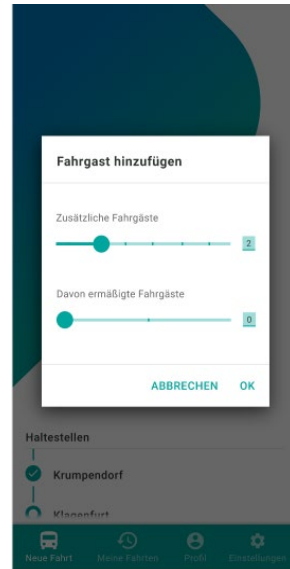 Fahrgast hinzufügen
Zusätzliche Fahrgäste
2
Davon ermäßigte Fahrgäste
0
ABBRECHEN OK
Haltestellen
Krumpendorf
Klagenfurt
Neue Fahrt Meine Fahrten Profil Einstellungen